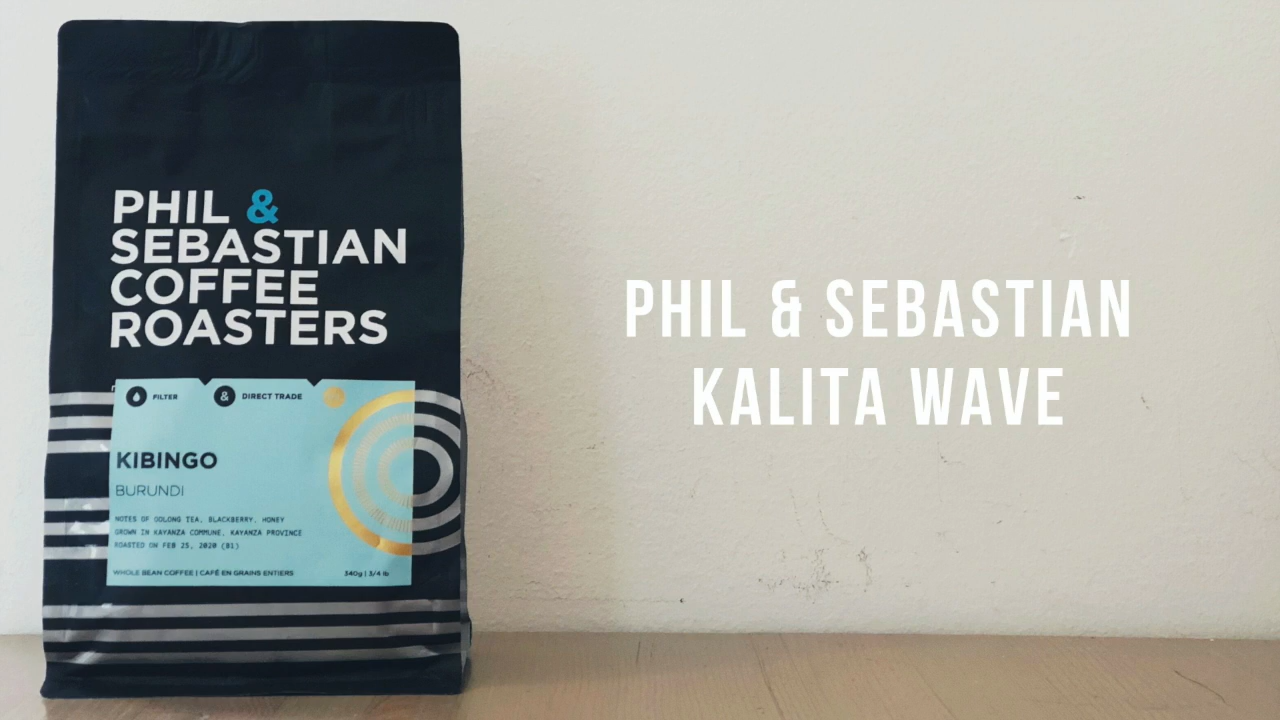 PHIL &
SEBASTIAN
COFFEE
ROASTERS
FILTER & DIRECT TRADE
KIBINGO
BURUNDI
NOTES OF OOLONG TEA, BLACKBERRY, HONEY
GROWN IN KAYANZA COMMUNE, KAYANZA PROVINCE
ROASTED ON FEB 25, 2020 (B1)
WHOLE BEAN COFFEE | CAFÉ EN GRAINS ENTIERS 340g | 3/4 lb
PHIL & SEBASTIAN
KALITA WAVE